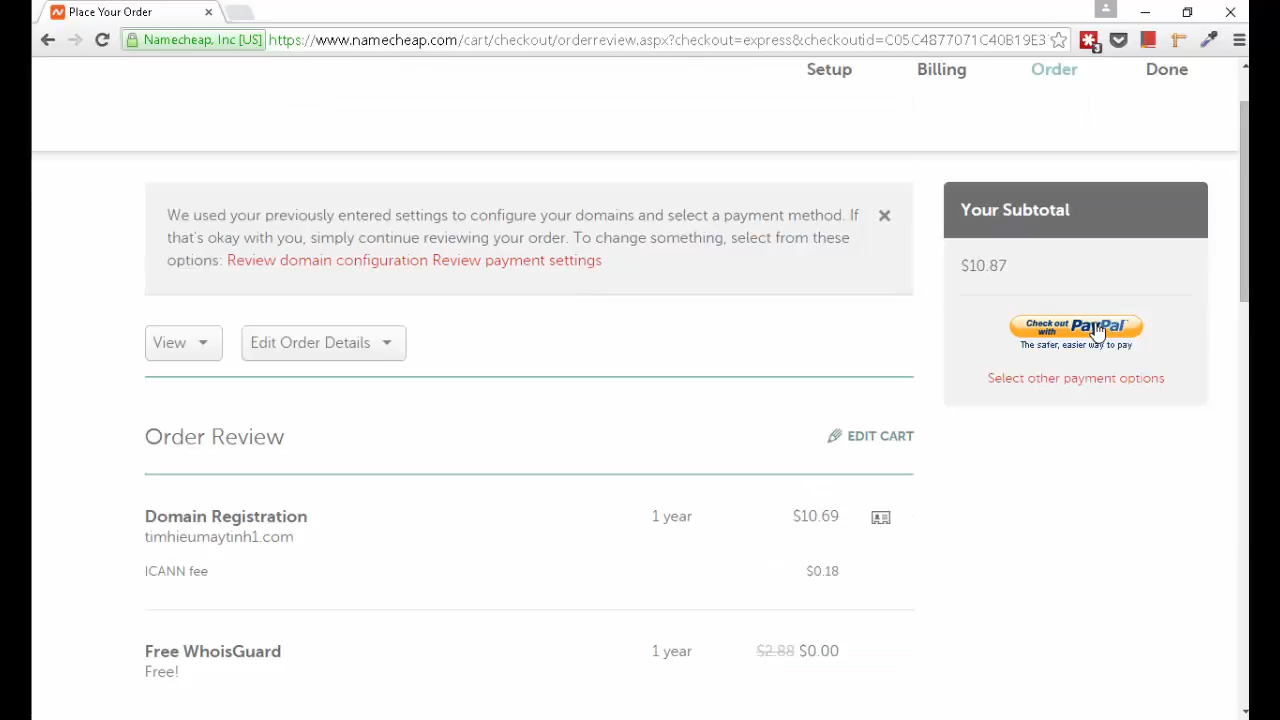 Place Your Order
Namecheap, Inc [US] https://www.namecheap.com/cart/checkout/orderreview.aspx?checkout=express&checkoutid=C05C4877071C40B19E3
3
Setup Billing Order Done
We used your previously entered settings to configure your domains and select a payment method. If
that's okay with you, simply continue reviewing your order. To change something, select from these
options: Review domain configuration Review payment settings
Your Subtotal
$10.87
Check out with PayPal
The safer, easier way to pay
Select other payment options
View Edit Order Details
Order Review EDIT CART
Domain Registration 1 year $10.69
timhieumaytinh1.com
ICANN fee $0.18
Free WhoisGuard 1 year $2.88 $0.00
Free!